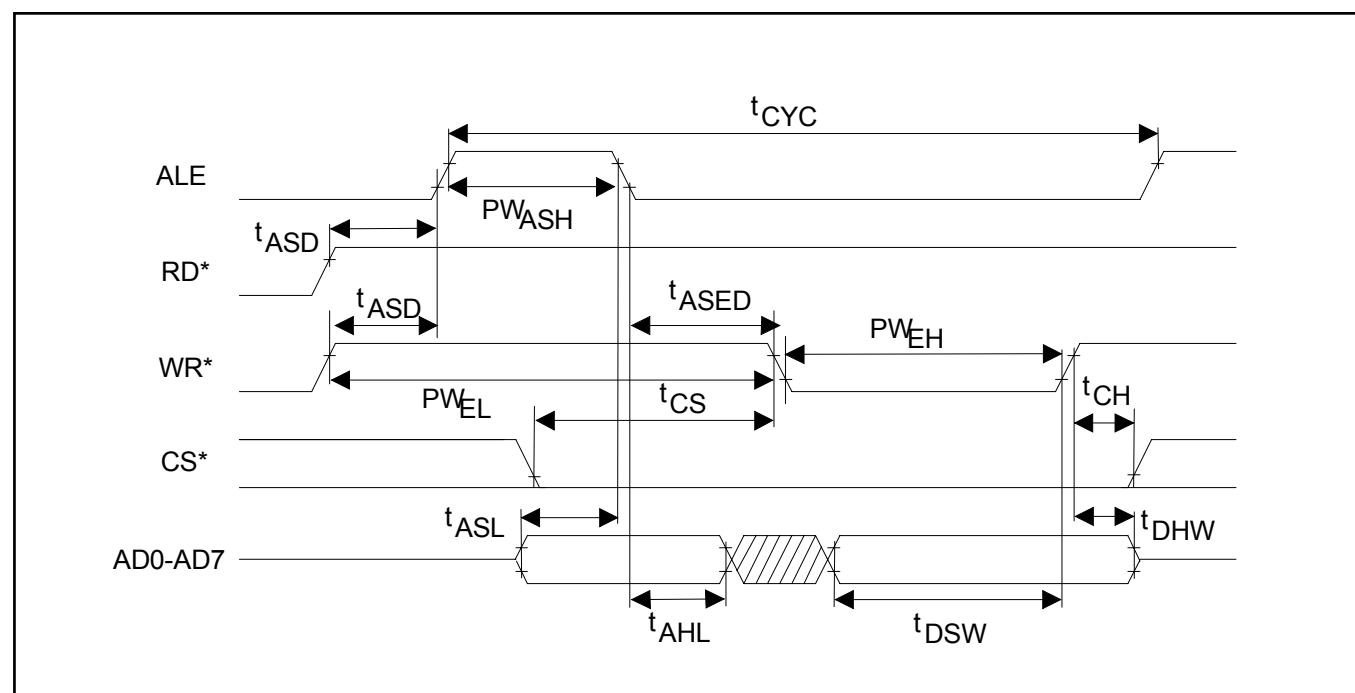 tCYC
ALE
PWASH
tASD
RD*
tASD
tASED
PWEH
WR*
PWEL
tCS
tCH
CS*
tASL
tDHW
AD0-AD7
tAHL
tDSW